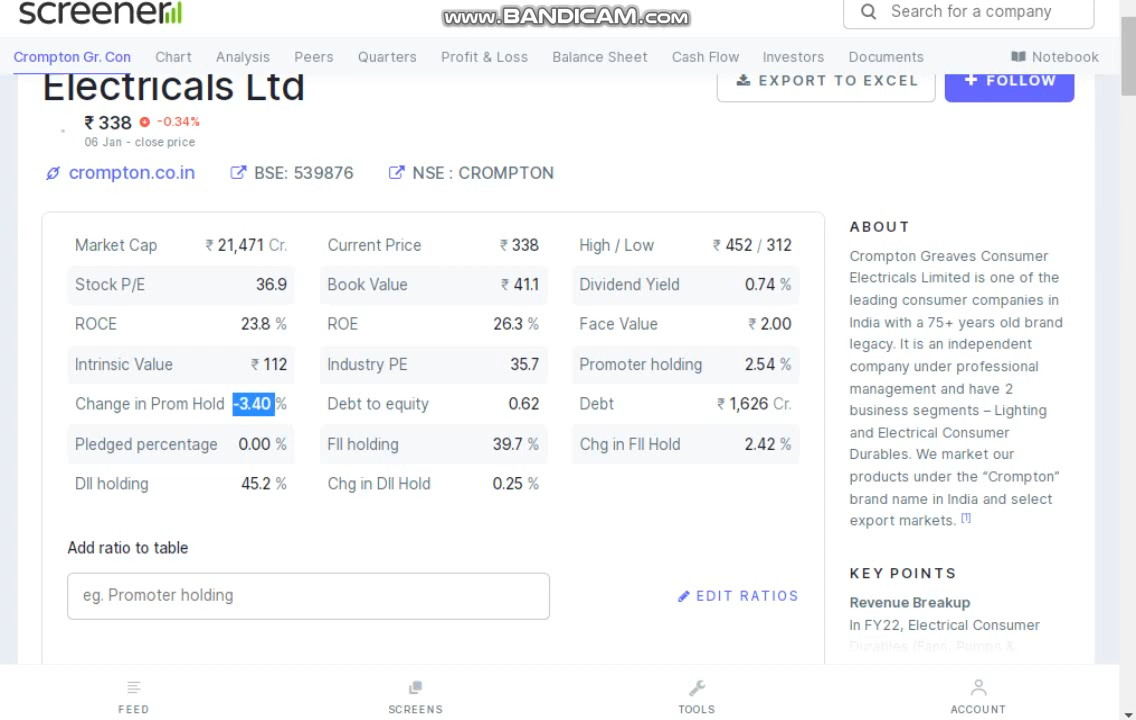 screener
www.BANDICAM.com
Search for a company
Crompton Gr. Con Chart Analysis Peers Quarters Profit & Loss Balance Sheet Cash Flow Investors Documents Notebook
Electricals Ltd
EXPORT TO EXCEL
+ FOLLOW
₹ 338 -0.34%
06 Jan - close price
crompton.co.in BSE: 539876 NSE : CROMPTON
Market Cap ₹ 21,471 Cr. Current Price ₹ 338 High / Low ₹ 452 / 312
Stock P/E 36.9 Book Value ₹ 41.1 Dividend Yield 0.74 %
ROCE 23.8 % ROE 26.3 % Face Value ₹ 2.00
Intrinsic Value ₹ 112 Industry PE 35.7 Promoter holding 2.54 %
Change in Prom Hold -3.40 % Debt to equity 0.62 Debt ₹ 1,626 Cr.
Pledged percentage 0.00 % FII holding 39.7 % Chg in FII Hold 2.42 %
DII holding 45.2 % Chg in DII Hold 0.25 %
Add ratio to table
eg. Promoter holding
EDIT RATIOS
ABOUT
Crompton Greaves Consumer
Electricals Limited is one of the
leading consumer companies in
India with a 75+ years old brand
legacy. It is an independent
company under professional
management and have 2
business segments – Lighting
and Electrical Consumer
Durables. We market our
products under the “Crompton”
brand name in India and select
export markets. [1]
KEY POINTS
Revenue Breakup
In FY22, Electrical Consumer
Durables (Fans, Pumps &
FEED SCREENS TOOLS ACCOUNT